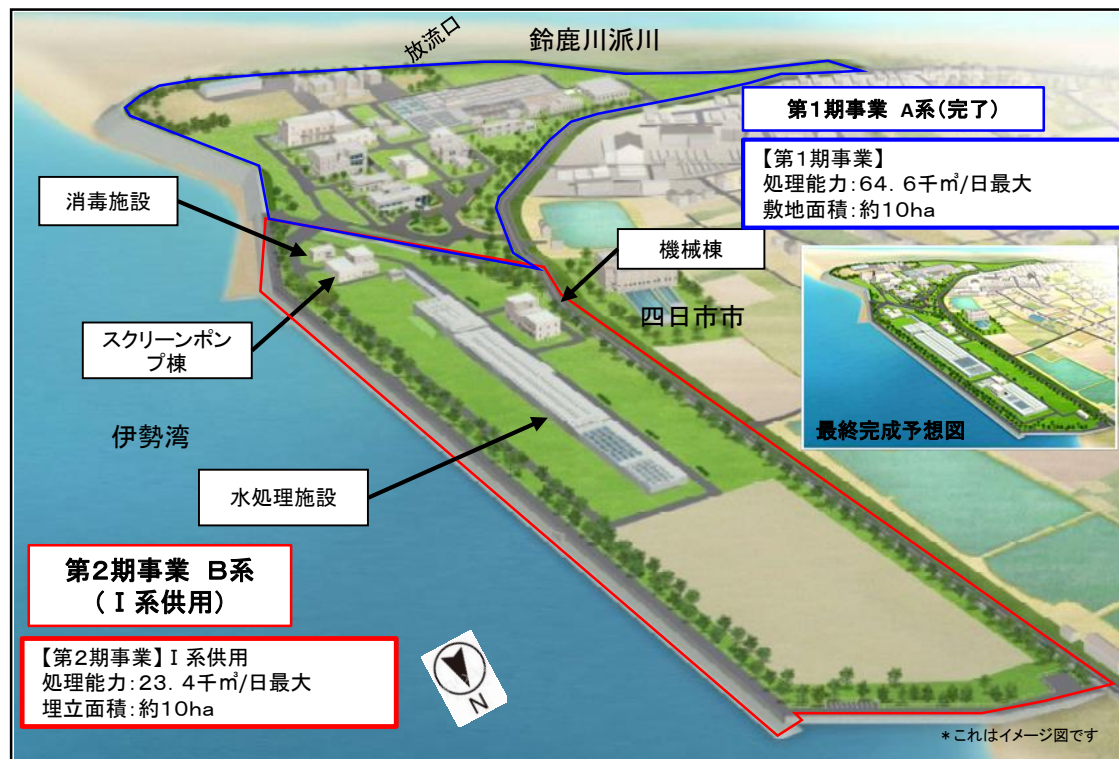 放流口
鈴鹿川派川
第1期事業 A系(完了)
【第1期事業】
処理能力:64.6千㎥/日最大
敷地面積:約10ha
消毒施設
機械棟
四日市市
スクリーンポン
プ棟
伊勢湾
最終完成予想図
水処理施設
第2期事業 B系
(Ⅰ系供用)
【第2期事業】Ⅰ系供用
処理能力:23.4千㎥/日最大
埋立面積:約10ha
N
*これはイメージ図です